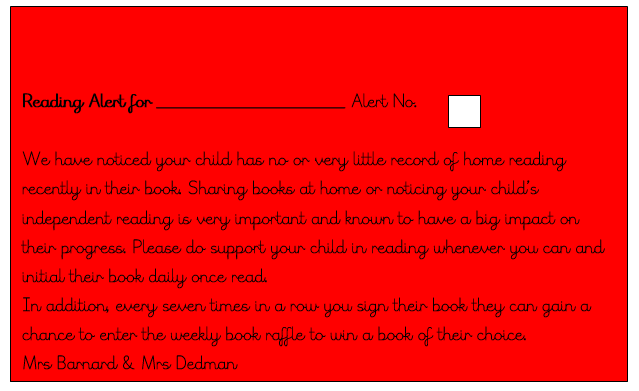 Reading Alert for ______________________ Alert No.
We have noticed your child has no or very little record of home reading
recently in their book. Sharing books at home or noticing your child's
independent reading is very important and known to have a big impact on
their progress. Please do support your child in reading whenever you can and
initial their book daily once read.
In addition, every seven times in a row you sign their book they can gain a
chance to enter the weekly book raffle to win a book of their choice.
Mrs Barnard & Mrs Dedman